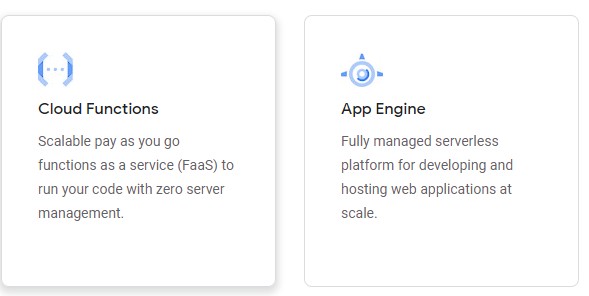 Cloud Functions
Scalable pay as you go
functions as a service (FaaS) to
run your code with zero server
management.
App Engine
Fully managed serverless
platform for developing and
hosting web applications at
scale.